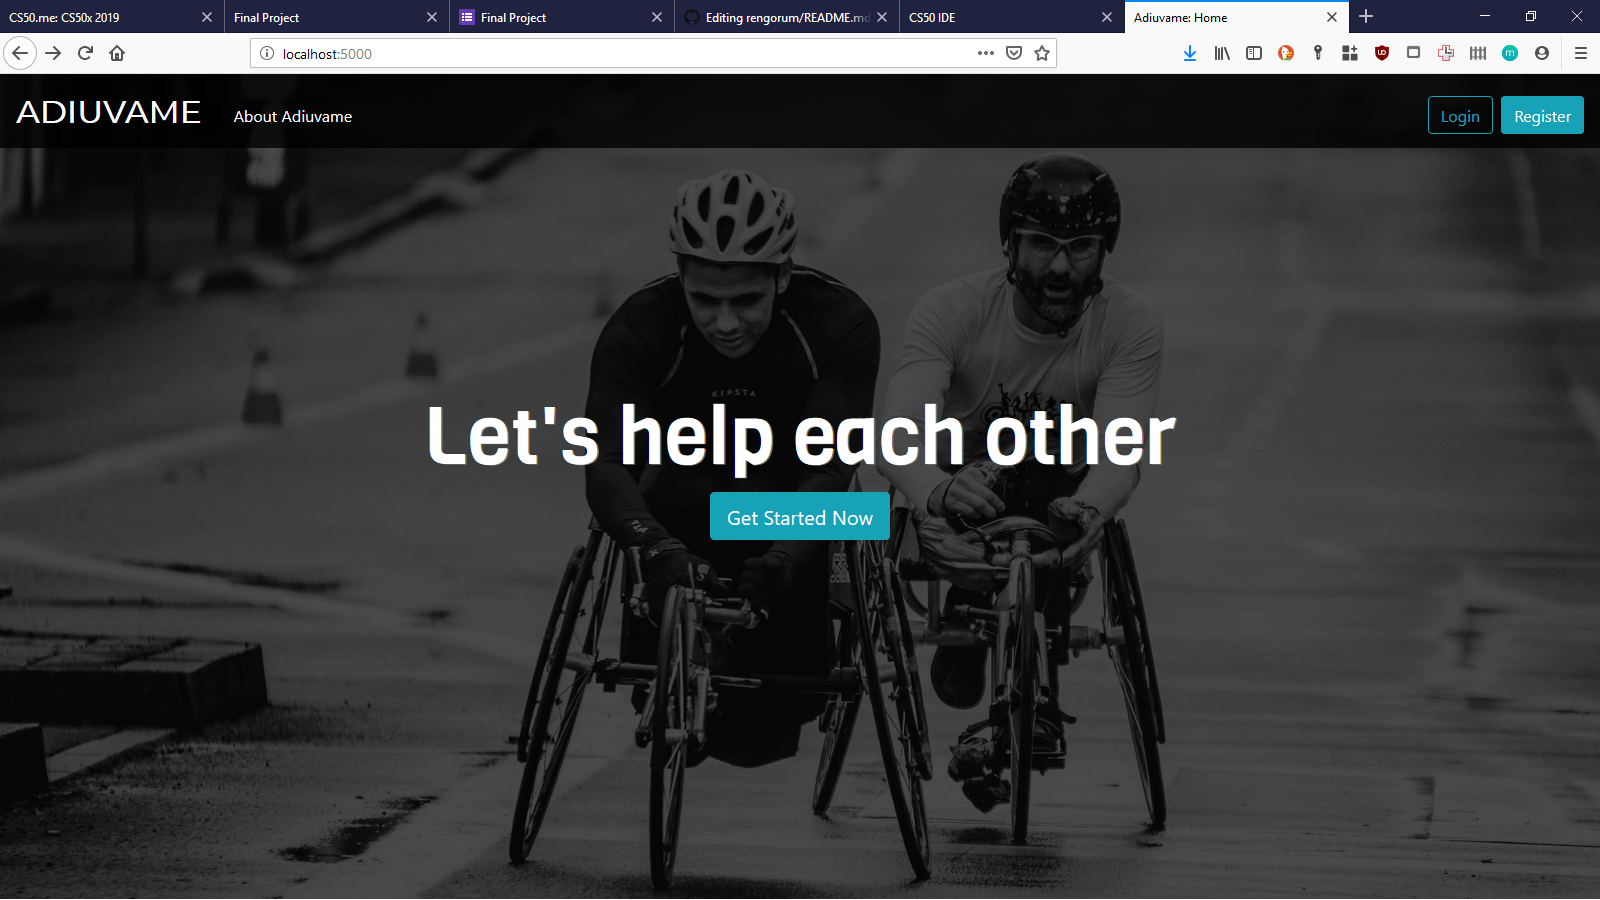 CS50.me: CS50x 2019
Final Project
Final Project
Editing rengorum/README.md
CS50 IDE
Adiuvame: Home
localhost:5000
ADIUVAME
About Adiuvame
Login
Register
KIPSTA
Let's help each other
Get Started Now